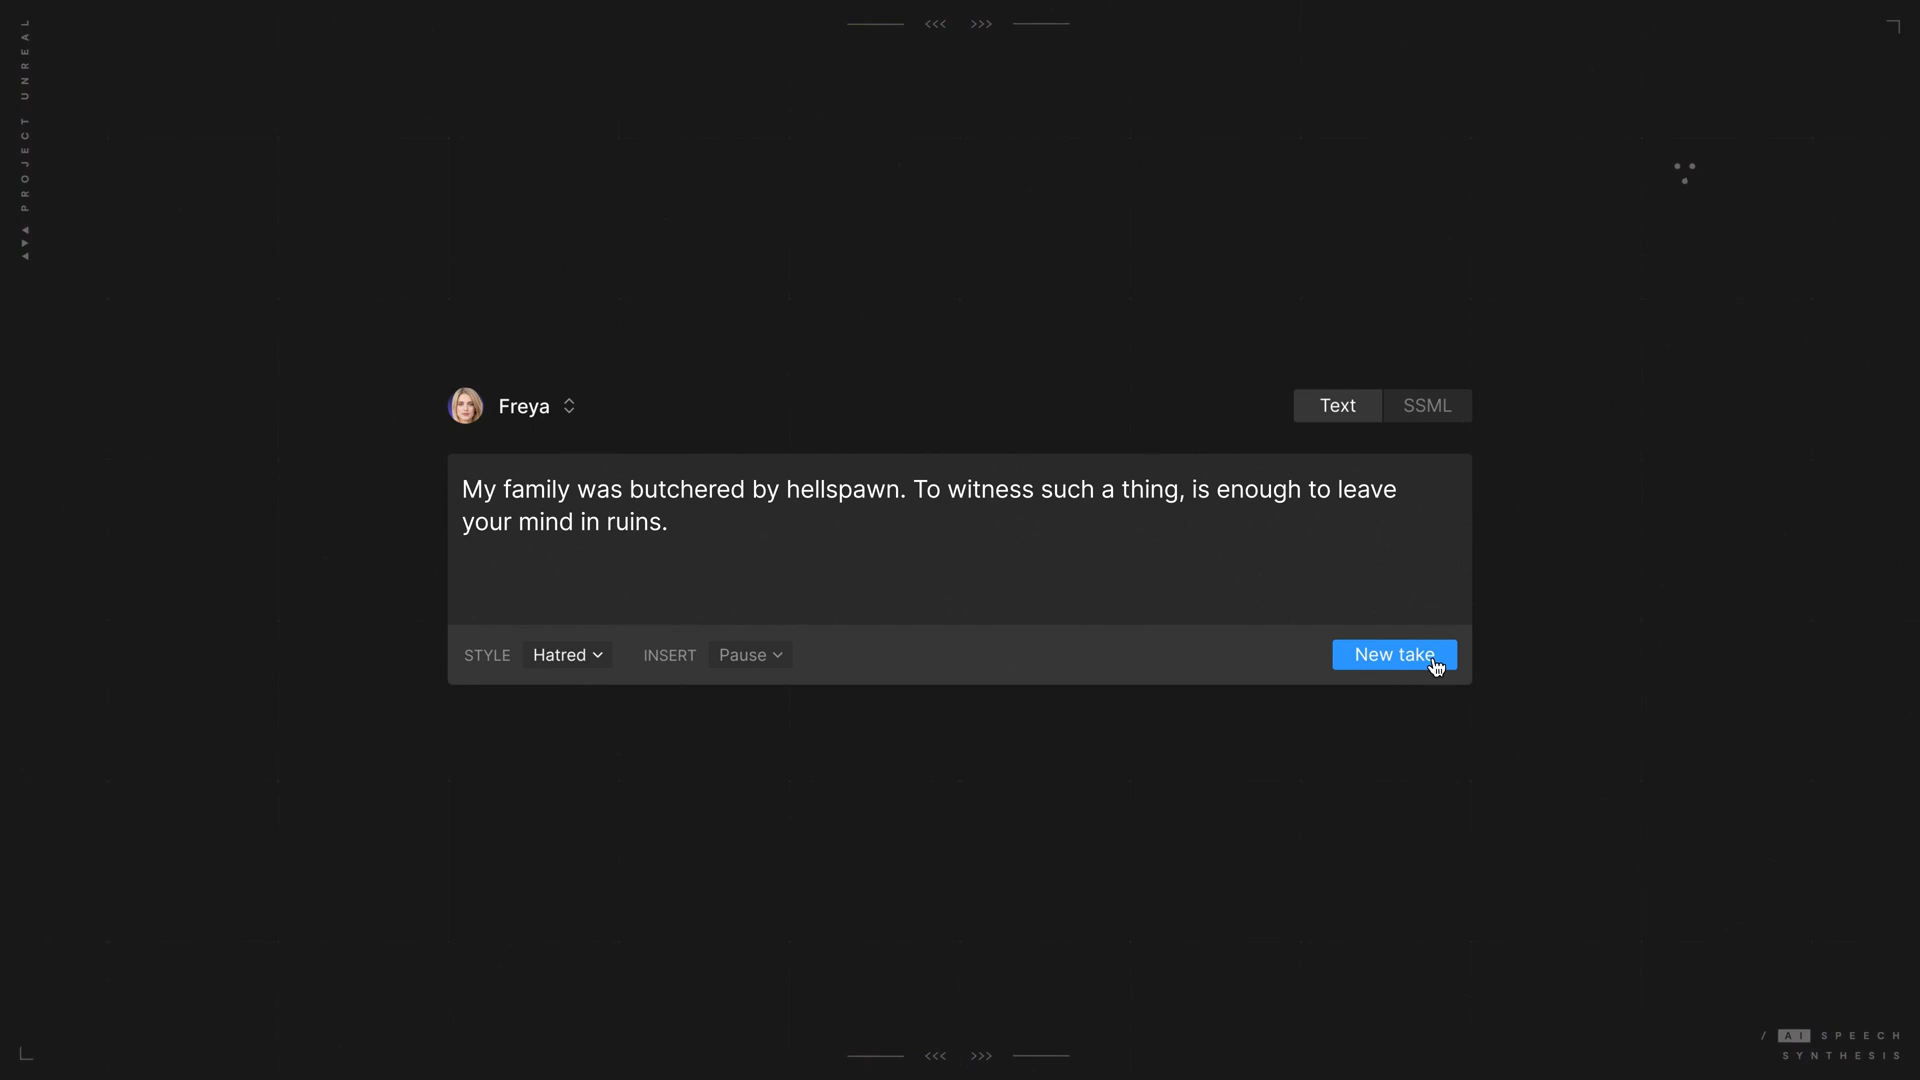 PROJECT UNREAL
<<< >>>
Freya
Text
SSML
My family was butchered by hellspawn. To witness such a thing, is enough to leave
your mind in ruins.
STYLE Hatred INSERT Pause
New take
<<< >>>
/ AI SPEECH
SYNTHESIS